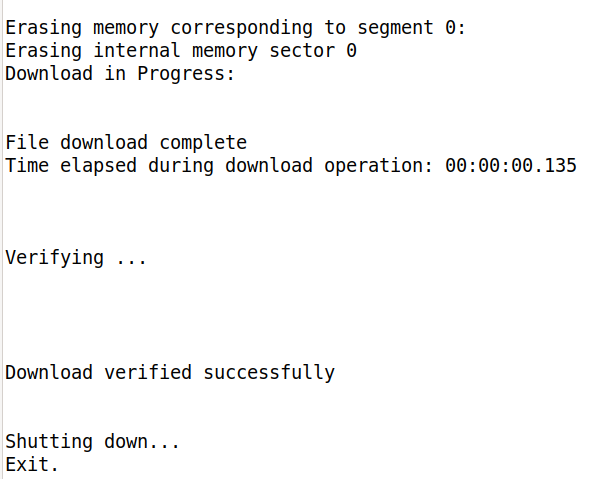 Erasing memory corresponding to segment 0:
Erasing internal memory sector 0
Download in Progress:
File download complete
Time elapsed during download operation: 00:00:00.135
Verifying ...
Download verified successfully
Shutting down...
Exit.